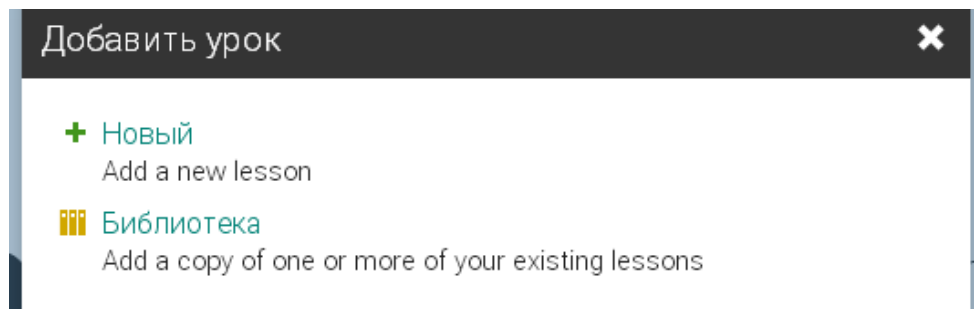 Добавить урок
Новый
Add a new lesson
Библиотека
Add a copy of one or more of your existing lessons